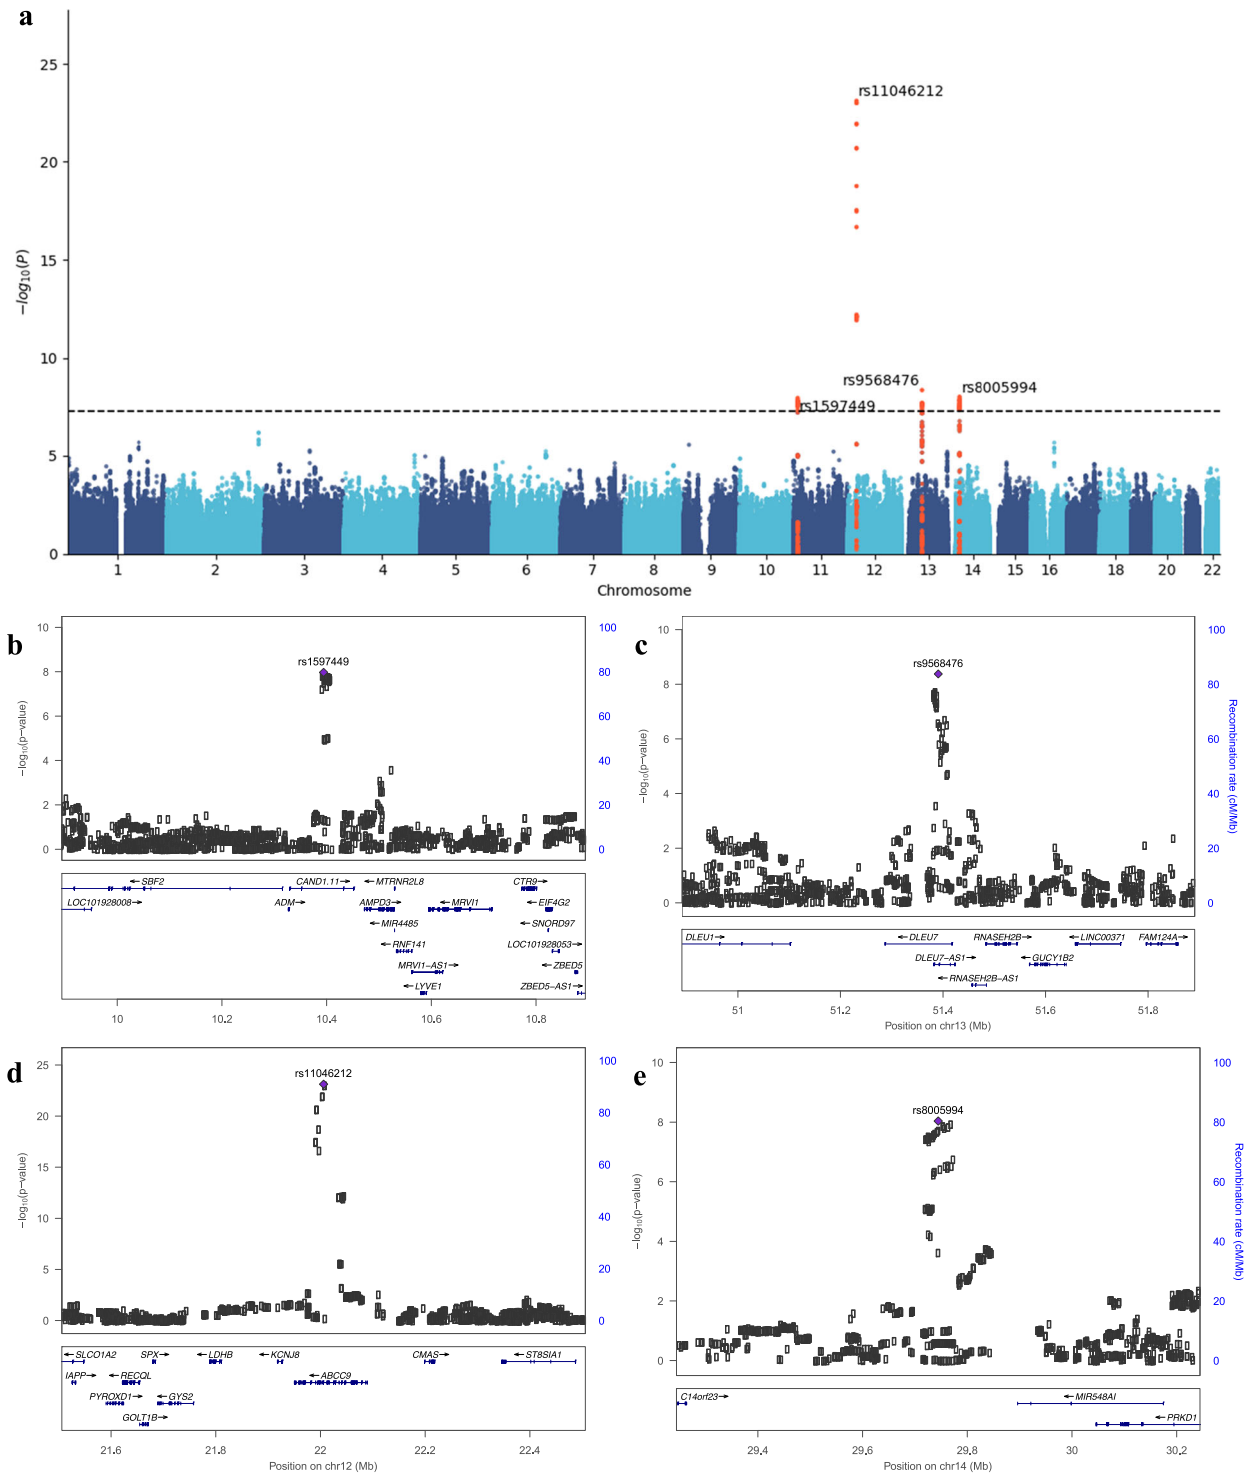 a
25
20
15
10
5
0
−log10(P)
rs11046212
rs9568476
rs8005994
rs1597449
1 2 3 4 5 6 7 8 9 10 11 12 13 14 15 16 18 20 22
Chromosome
b
10
8
6
4
2
0
−log10(p−value)
100
80
60
40
20
0
rs1597449
SBF2
CAND1.11
MTRNR2L8
CTR9
LOC101928008
ADM
AMPD3
MRVI1
EIF4G2
MIR4485
SNORD97
RNF141
LOC101928053
MRVI1−AS1
ZBED5
LYVE1
ZBED5−AS1
10 10.2 10.4 10.6 10.8
c
10
8
6
4
2
0
−log10(p−value)
100
80
60
40
20
0
Recombination rate (cM/Mb)
rs9568476
DLEU1
DLEU7
RNASEH2B
LINC00371
FAM124A
DLEU7−AS1
GUCY1B2
RNASEH2B−AS1
51 51.2 51.4 51.6 51.8
Position on chr13 (Mb)
d
25
20
15
10
5
0
−log10(p−value)
100
80
60
40
20
0
rs11046212
SLCO1A2
SPX
LDHB
KCNJ8
CMAS
ST8SIA1
IAPP
RECQL
ABCC9
PYROXD1
GYS2
GOLT1B
21.6 21.8 22 22.2 22.4
Position on chr12 (Mb)
e
10
8
6
4
2
0
−log10(p−value)
100
80
60
40
20
0
Recombination rate (cM/Mb)
rs8005994
C14orf23
MIR548AI
PRKD1
29.4 29.6 29.8 30 30.2
Position on chr14 (Mb)